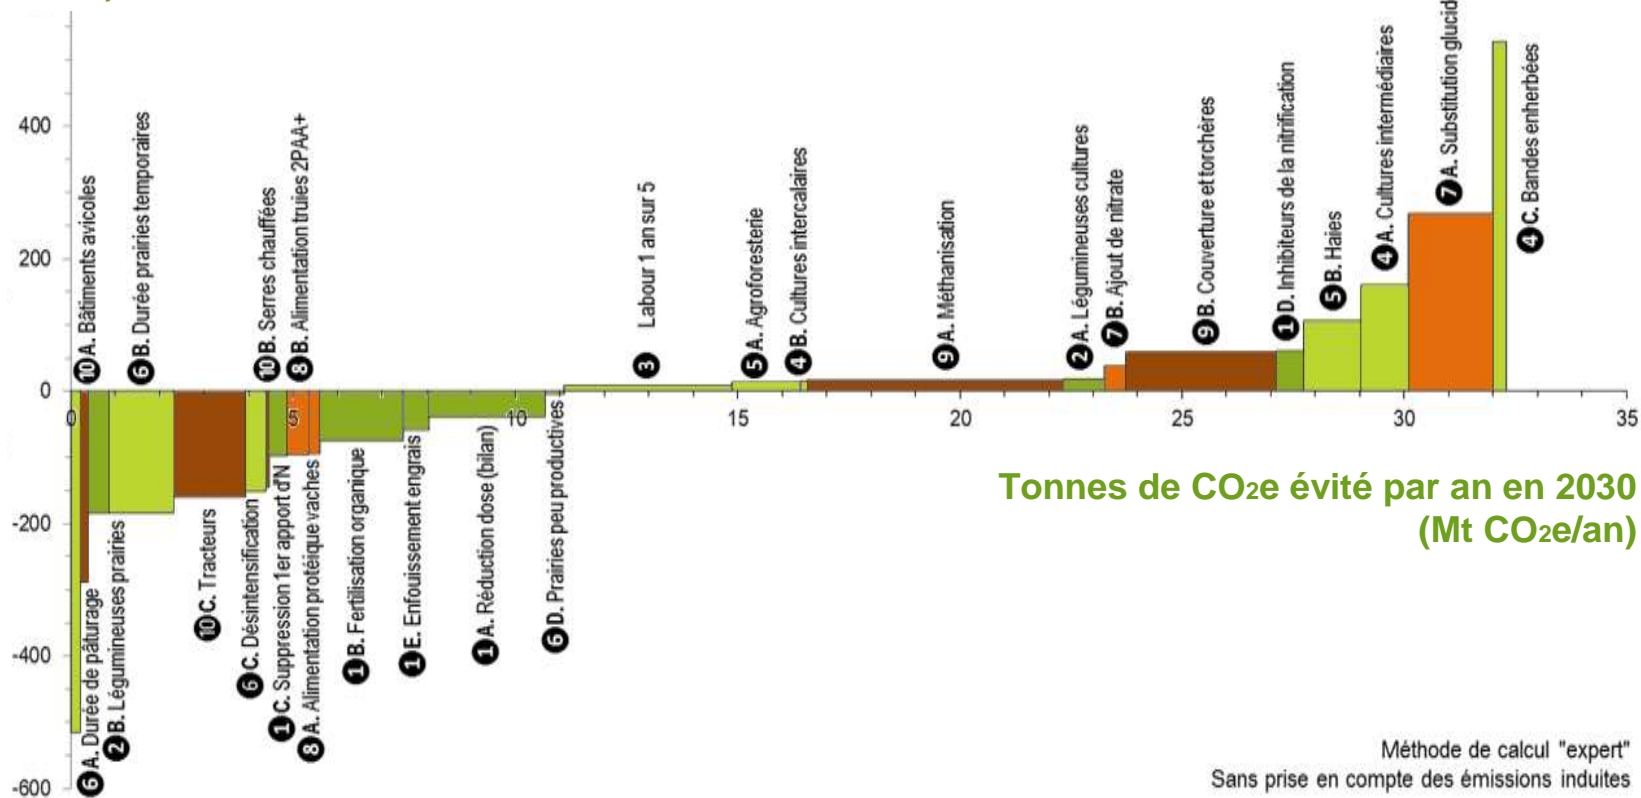 400
200
0
-200
-400
-600
0
5
10
15
20
25
30
35
6 A. Durée de pâturage
10 A. Bâtiments avicoles
2 B. Légumineuses prairies
6 B. Durée prairies temporaires
10 C. Tracteurs
6 C. Désintensification
10 B. Serres chauffées
1 C. Suppression 1er apport d'N
8 B. Alimentation truies 2PAA+
8 A. Alimentation protéique vaches
1 B. Fertilisation organique
1 E. Enfouissement engrais
1 A. Réduction dose (bilan)
6 D. Prairies peu productives
3 Labour 1 an sur 5
5 A. Agroforesterie
4 B. Cultures intercalaires
9 A. Méthanisation
2 A. Légumineuses cultures
7 B. Ajout de nitrate
9 B. Couverture et torchères
1 D. Inhibiteurs de la nitrification
5 B. Haies
4 A. Cultures intermédiaires
7 A. Substitution glucid
4 C. Bandes enherbées
Tonnes de CO2e évité par an en 2030
(Mt CO2e/an)
Méthode de calcul "expert"
Sans prise en compte des émissions induites